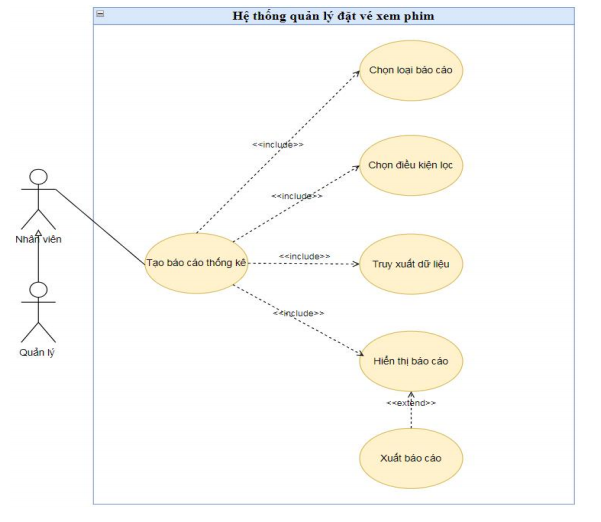 Hệ thống quản lý đặt vé xem phim
Chọn loại báo cáo
<<include>>
Chọn điều kiện lọc
<<include>>
Nhân viên
Tạo báo cáo thống kê
<<include>>
Truy xuất dữ liệu
<<include>>
Quản lý
Hiển thị báo cáo
<<extend>>
Xuất báo cáo